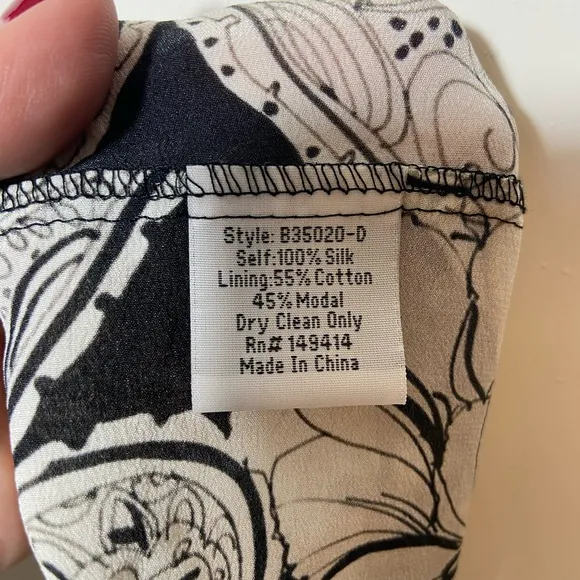 Style: B35020-D
Self:100% Silk
Lining:55% Cotton
45% Modal
Dry Clean Only
Rn# 149414
Made In China